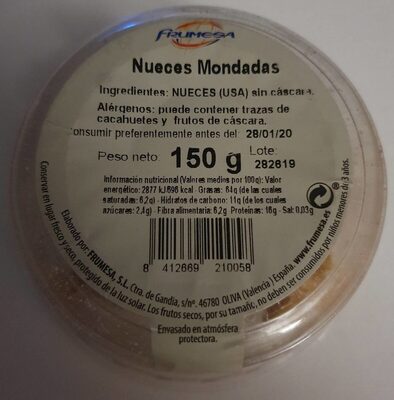 FRUMESA
Nueces Mondadas
Ingredientes: NUECES (USA) sin cáscara.
Alérgenos: puede contener trazas de
cacahuetes y frutos de cáscara.
Consumir preferentemente antes del: 28/01/20
Peso neto 150 g Lote:
282619
Información nutricional (Valores medios por 100g): Valor
energético: 2877 kJ/696 kcal - Grasas: 64g (de las cuales
saturadas: 6,2g) - Hidratos de carbono: 11g (de los cuales
azúcares: 2,4g) - Fibra alimentaria: 6,2g Proteínas: 16g - Sal: 0,03g
8 412669 210058
www.frumesa.es
Conservar en lugar fresco y seco, protegido de la luz solar. Los frutos secos, por su tamaño, no deben ser consumidos por niños menores de 3 años.
Elaborado por: FRUMESA, S.L. Ctra. de Gandia, s/nº. 46780 OLIVA (Valencia) España
Envasado en atmósfera
protectora.